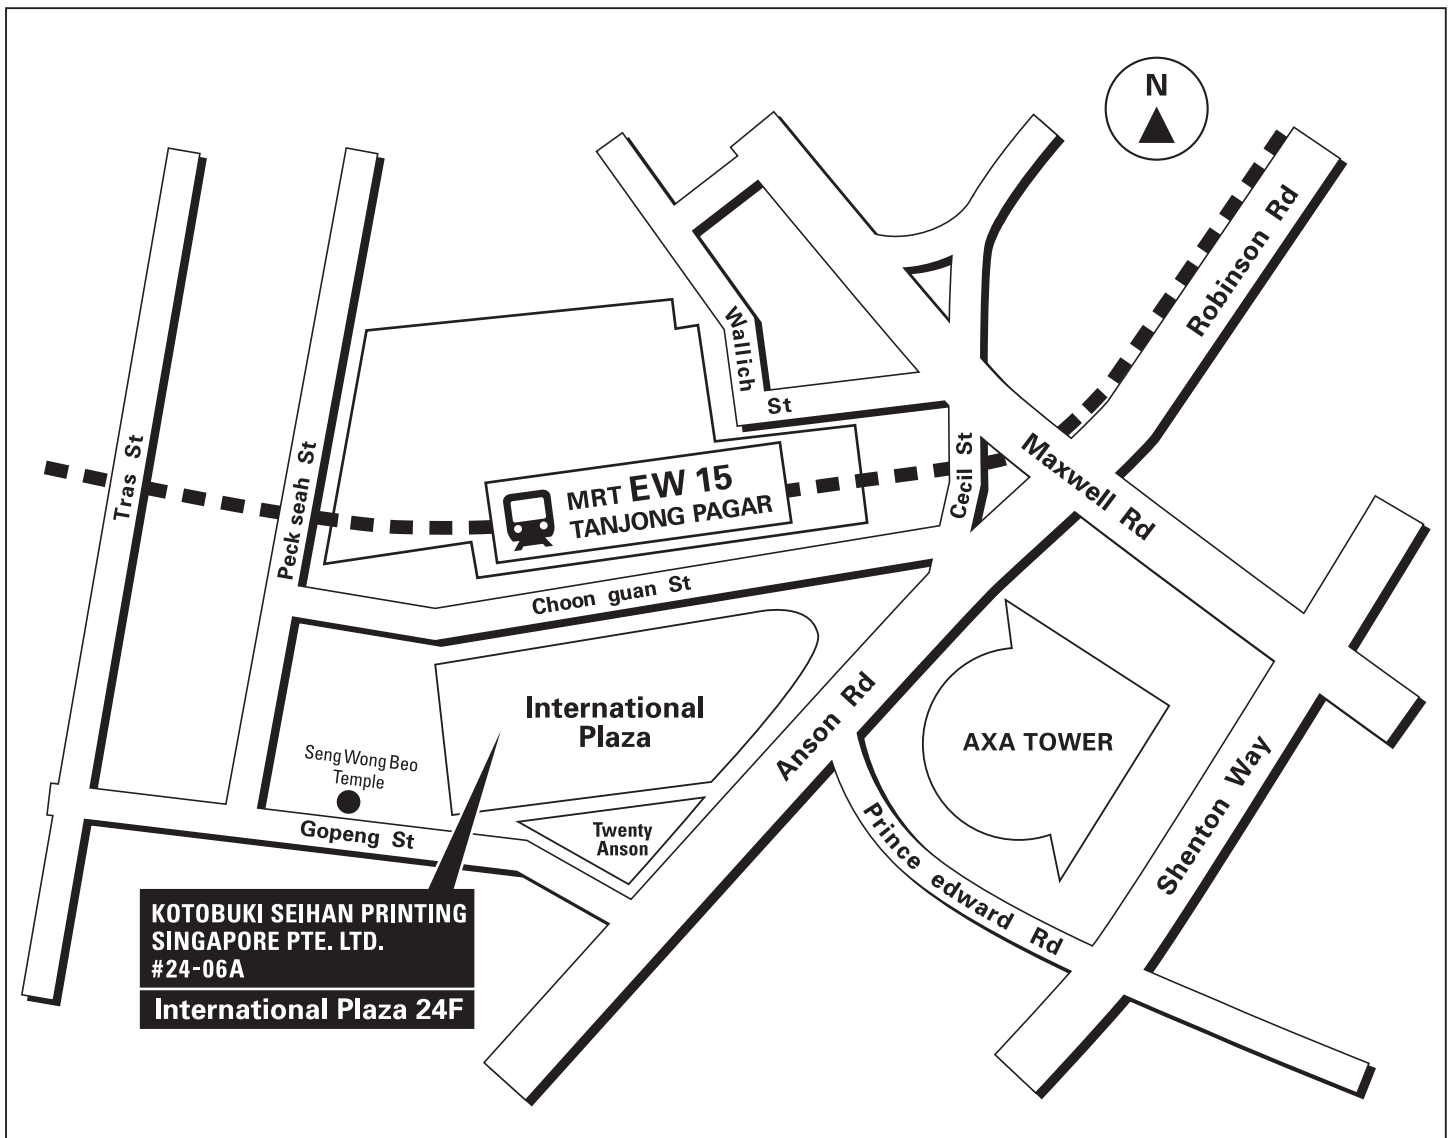 N
Robinson Rd
Wallich
St
Tras St
Peck seah St
MRT EW 15
TANJONG PAGAR
Cecil St
Maxwell Rd
Choon guan St
International
Plaza
Anson Rd
AXA TOWER
Seng Wong Beo
Temple
Shenton Way
Gopeng St
Twenty
Anson
Prince edward Rd
KOTOBUKI SEIHAN PRINTING
SINGAPORE PTE. LTD.
#24-06A
International Plaza 24F